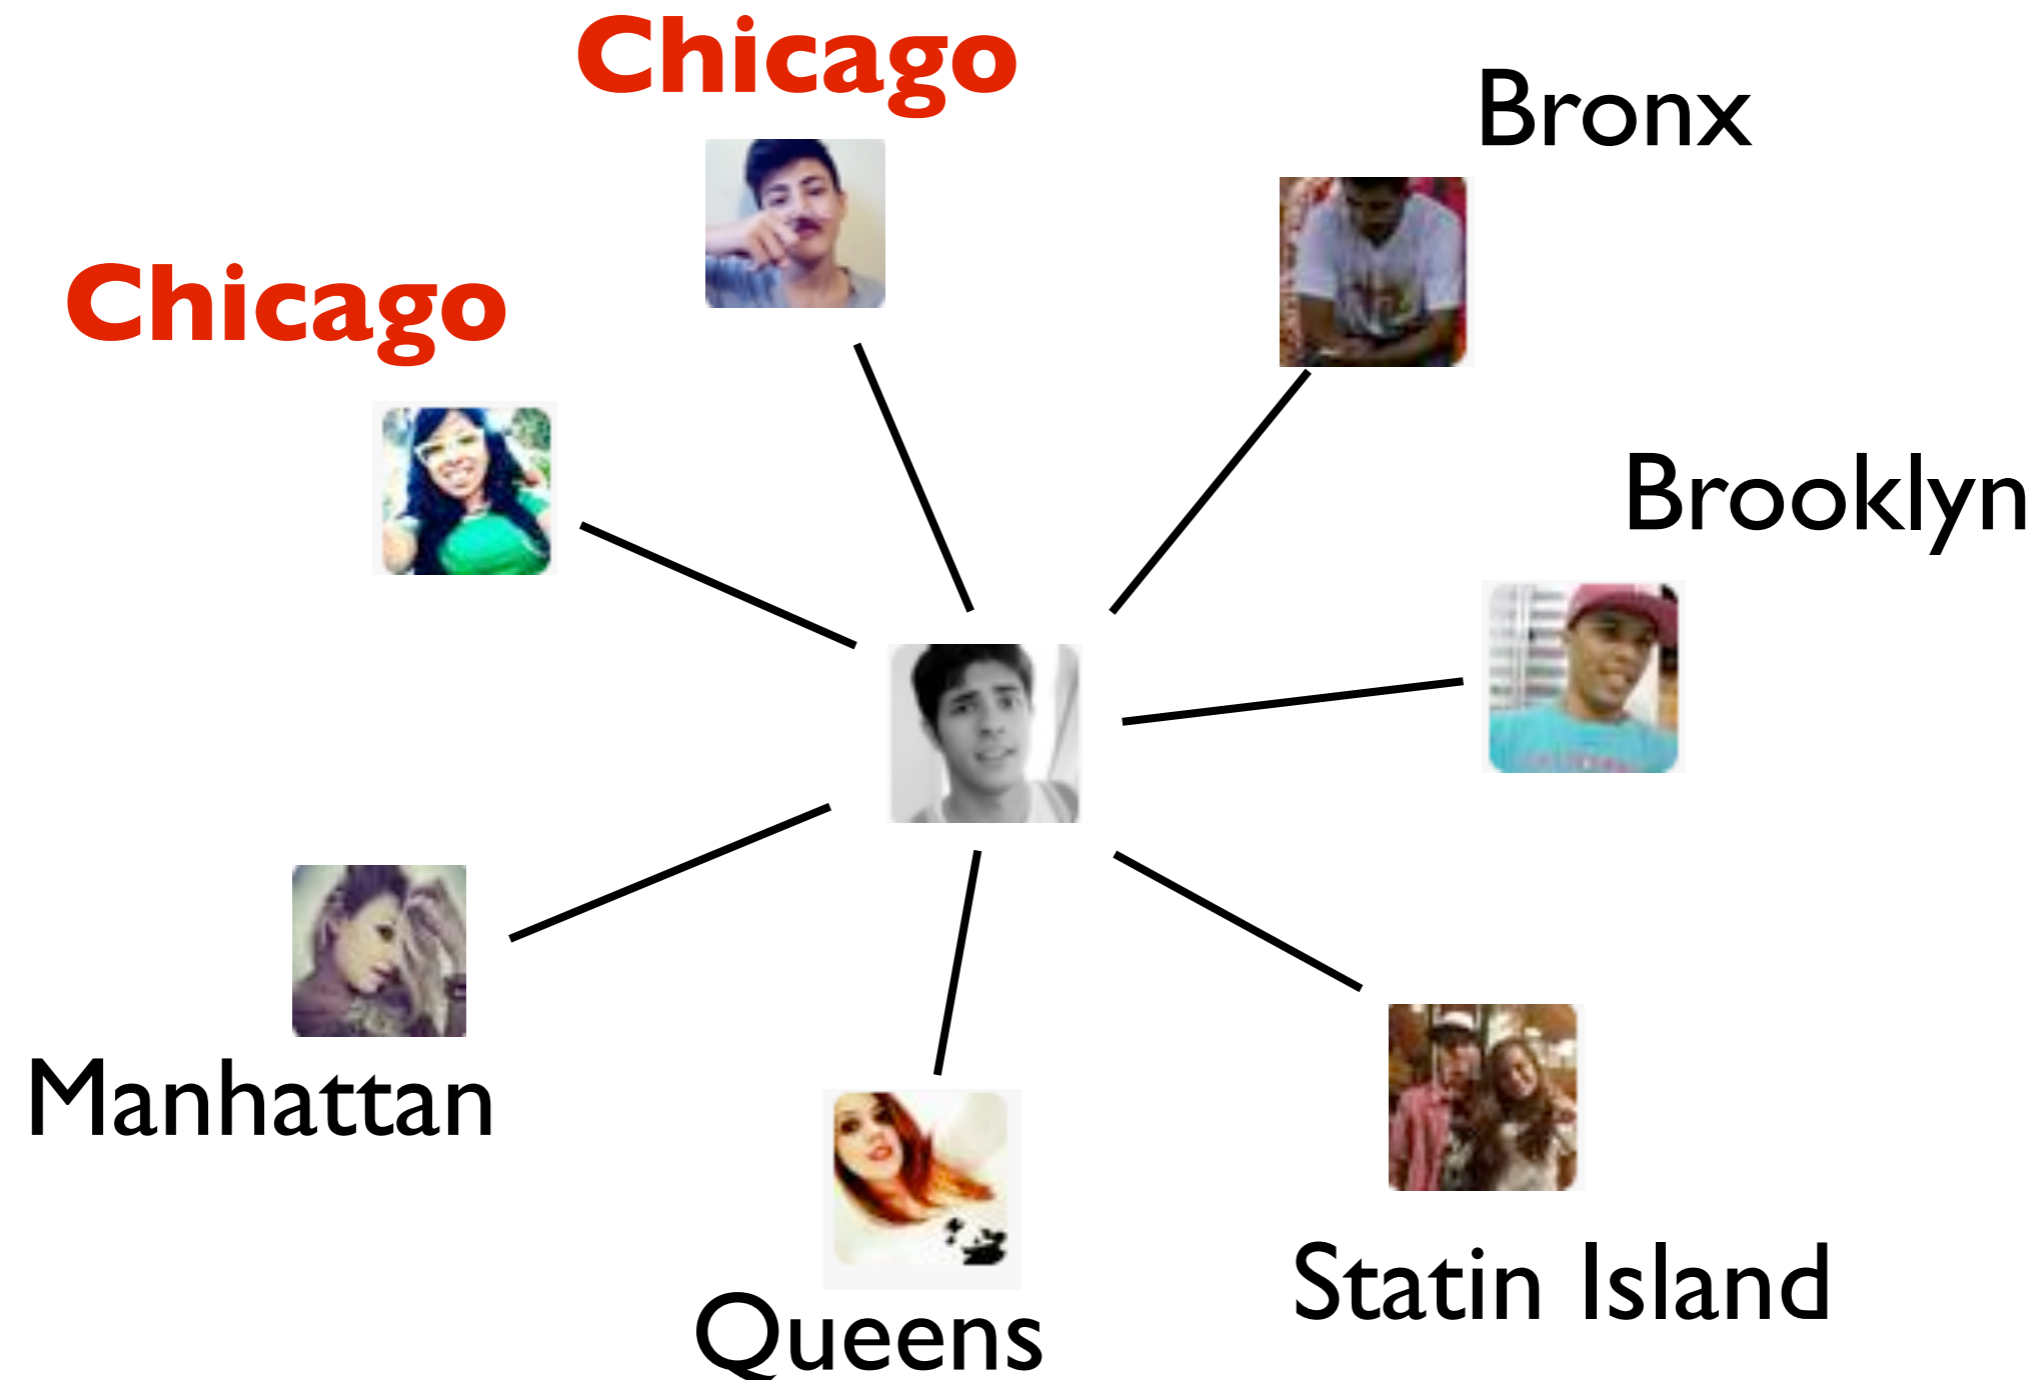 Chicago
Bronx
Chicago
Brooklyn
Manhattan
Statin Island
Queens